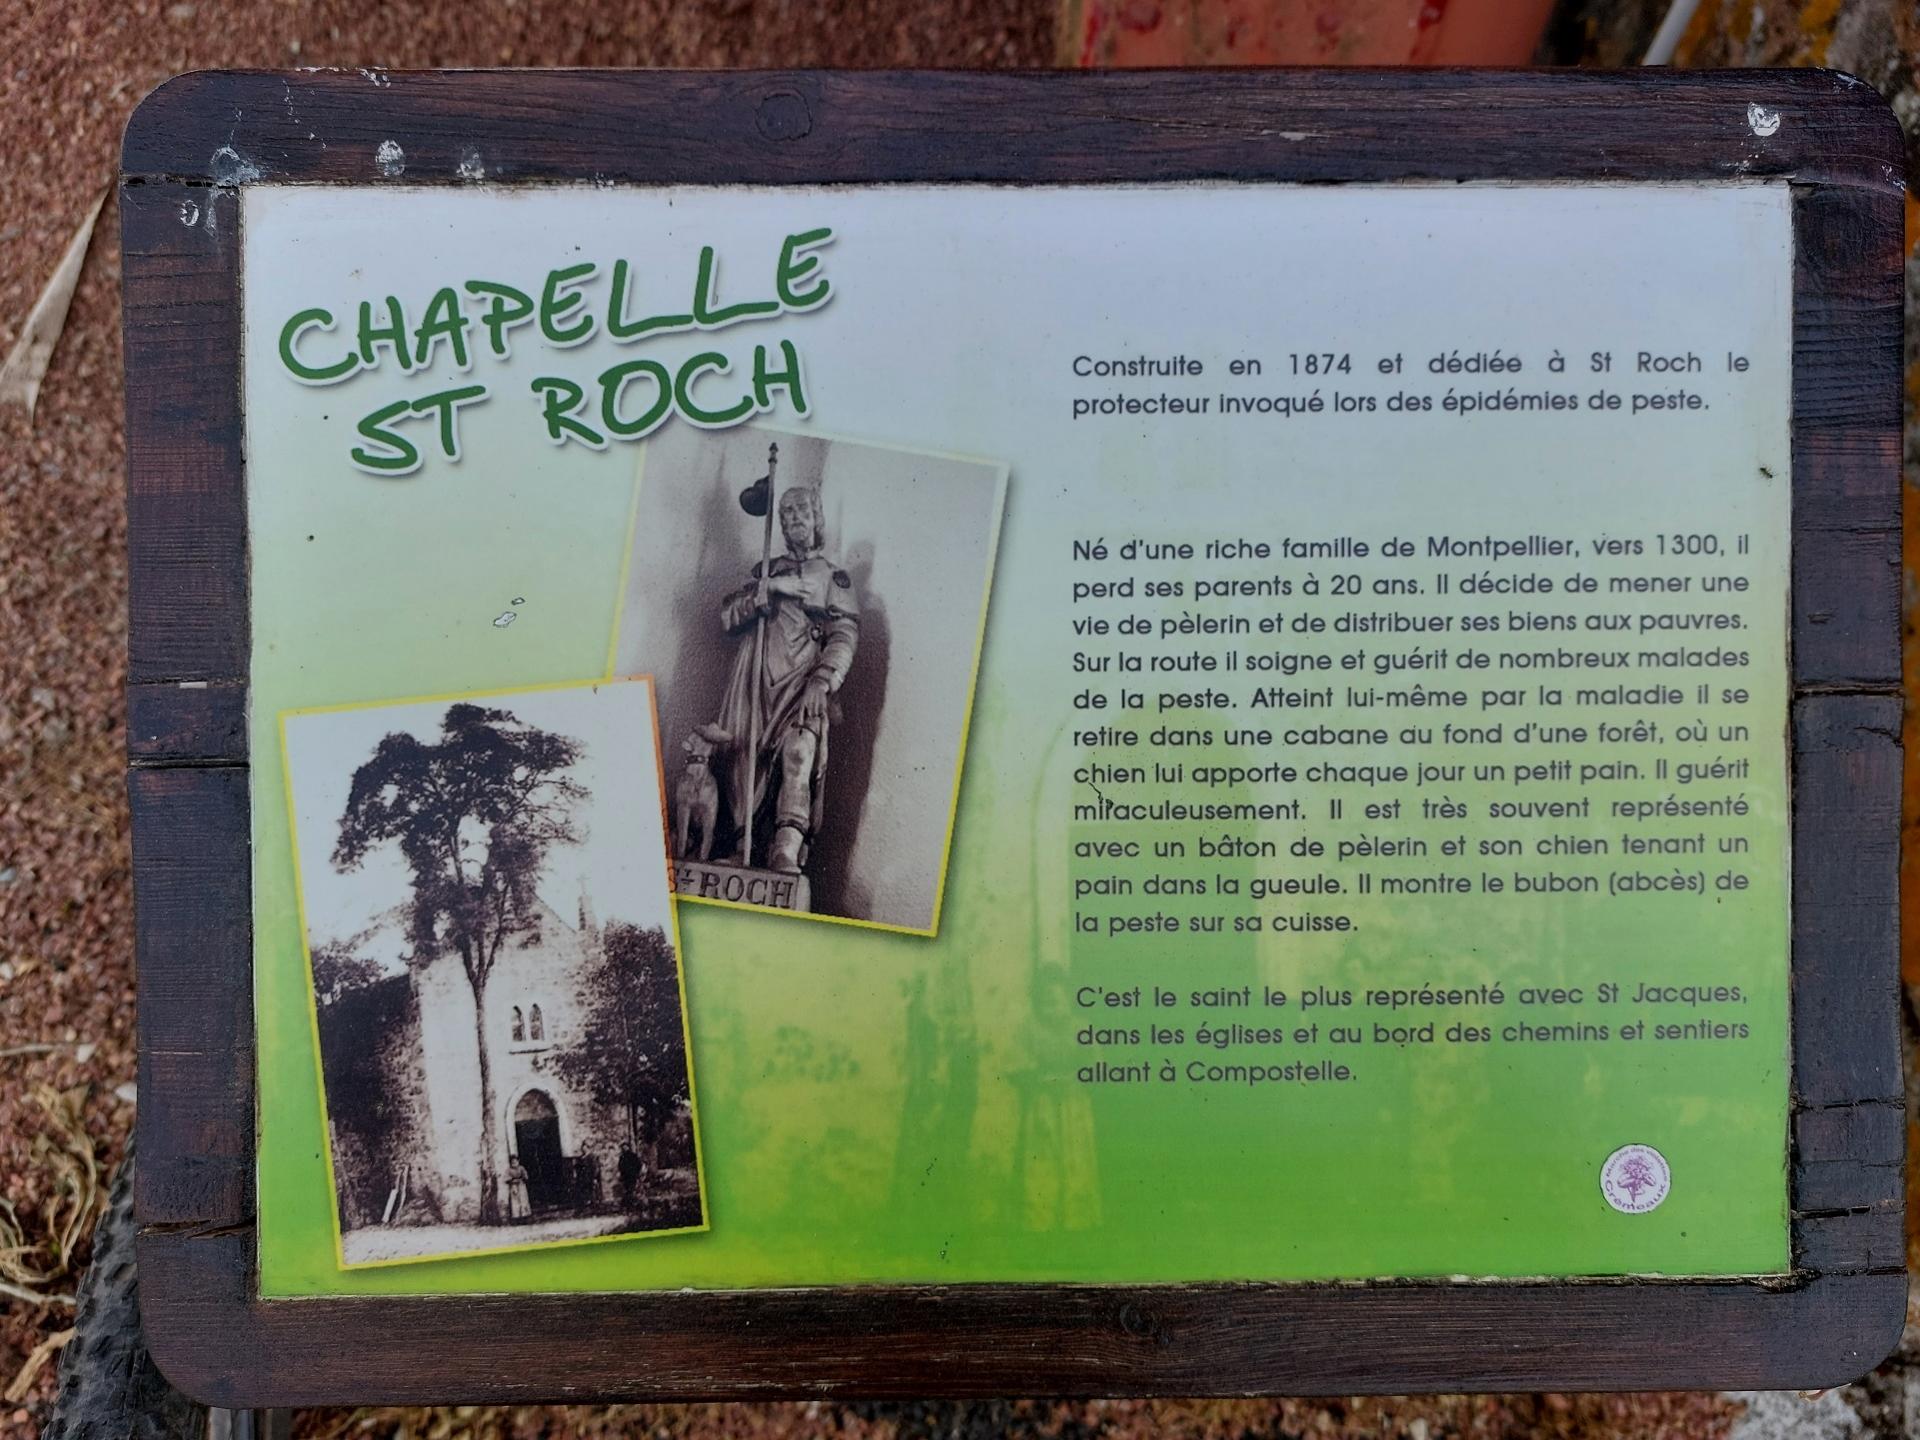 CHAPELLE
ST ROCH
Construite en 1874 et dédiée à St Roch le
protecteur invoqué lors des épidémies de peste.
Né d'une riche famille de Montpellier, vers 1300, il
perd ses parents à 20 ans. Il décide de mener une
vie de pèlerin et de distribuer ses biens aux pauvres.
Sur la route il soigne et guérit de nombreux malades
de la peste. Atteint lui-même par la maladie il se
retire dans une cabane au fond d'une forêt, où un
chien lui apporte chaque jour un petit pain. Il guérit
miraculeusement. Il est très souvent représenté
avec un bâton de pèlerin et son chien tenant un
pain dans la gueule. Il montre le bubon (abcès) de
la peste sur sa cuisse.
C'est le saint le plus représenté avec St Jacques,
dans les églises et au bord des chemins et sentiers
allant à Compostelle.
St ROCH
Marche des
Crémeaux